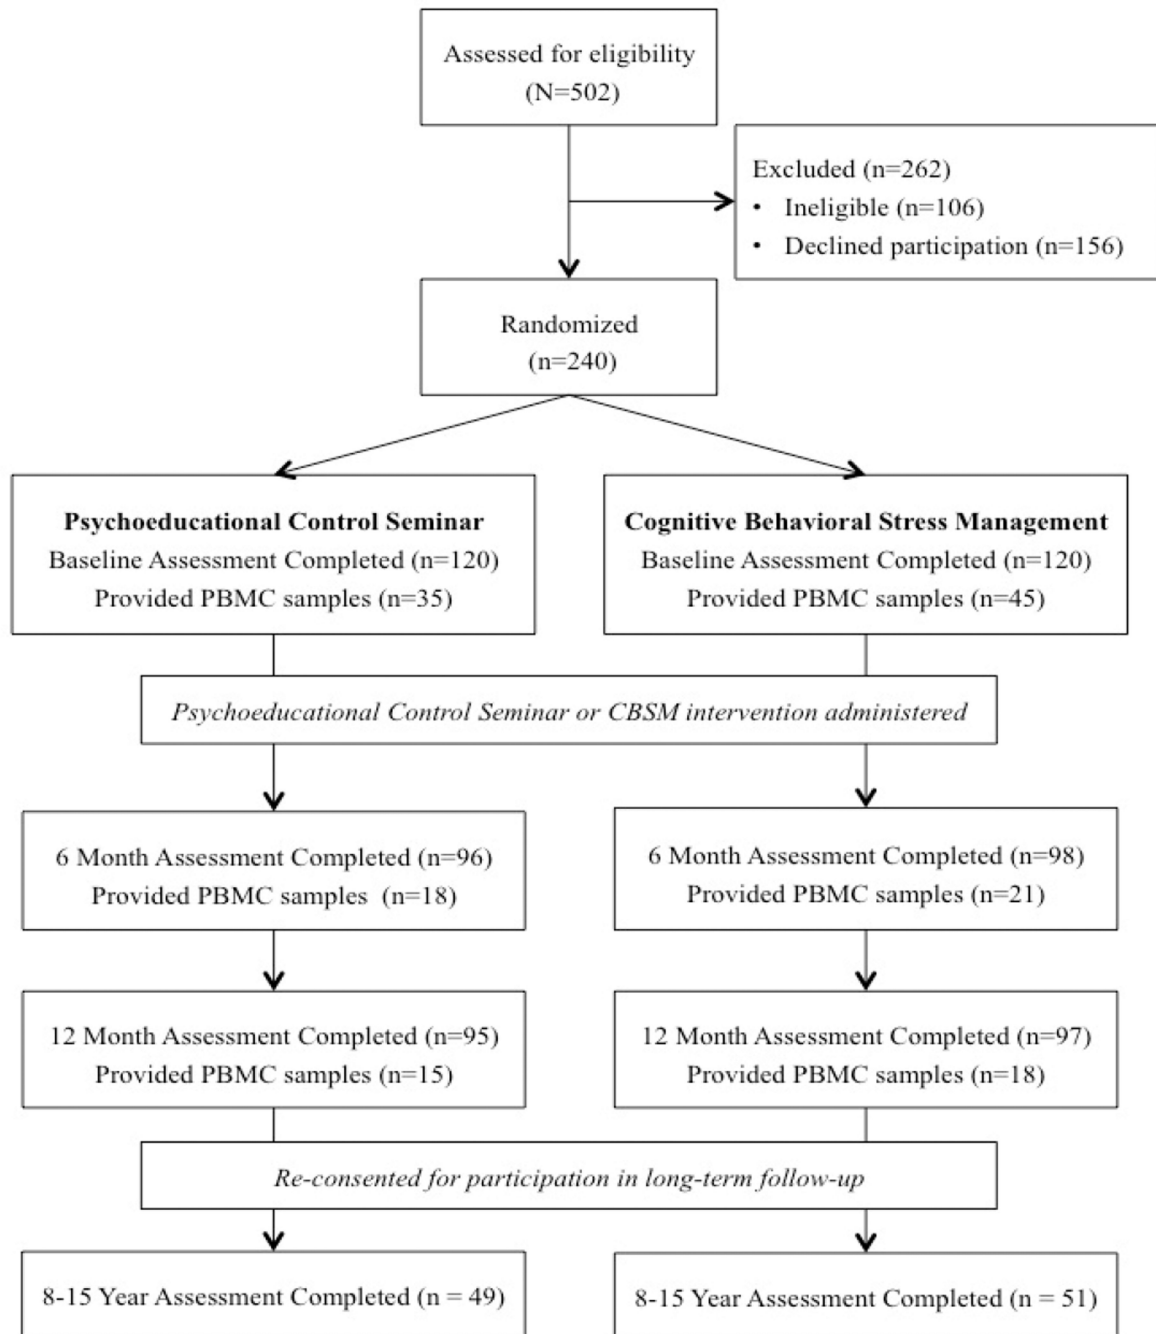 Assessed for eligibility
(N=502)
Excluded (n=262)
• Ineligible (n=106)
• Declined participation (n=156)
Randomized
(n=240)
Psychoeducational Control Seminar
Baseline Assessment Completed (n=120)
Provided PBMC samples (n=35)
Cognitive Behavioral Stress Management
Baseline Assessment Completed (n=120)
Provided PBMC samples (n=45)
Psychoeducational Control Seminar or CBSM intervention administered
6 Month Assessment Completed (n=96)
Provided PBMC samples (n=18)
6 Month Assessment Completed (n=98)
Provided PBMC samples (n=21)
12 Month Assessment Completed (n=95)
Provided PBMC samples (n=15)
12 Month Assessment Completed (n=97)
Provided PBMC samples (n=18)
Re-consented for participation in long-term follow-up
8-15 Year Assessment Completed (n = 49)
8-15 Year Assessment Completed (n = 51)